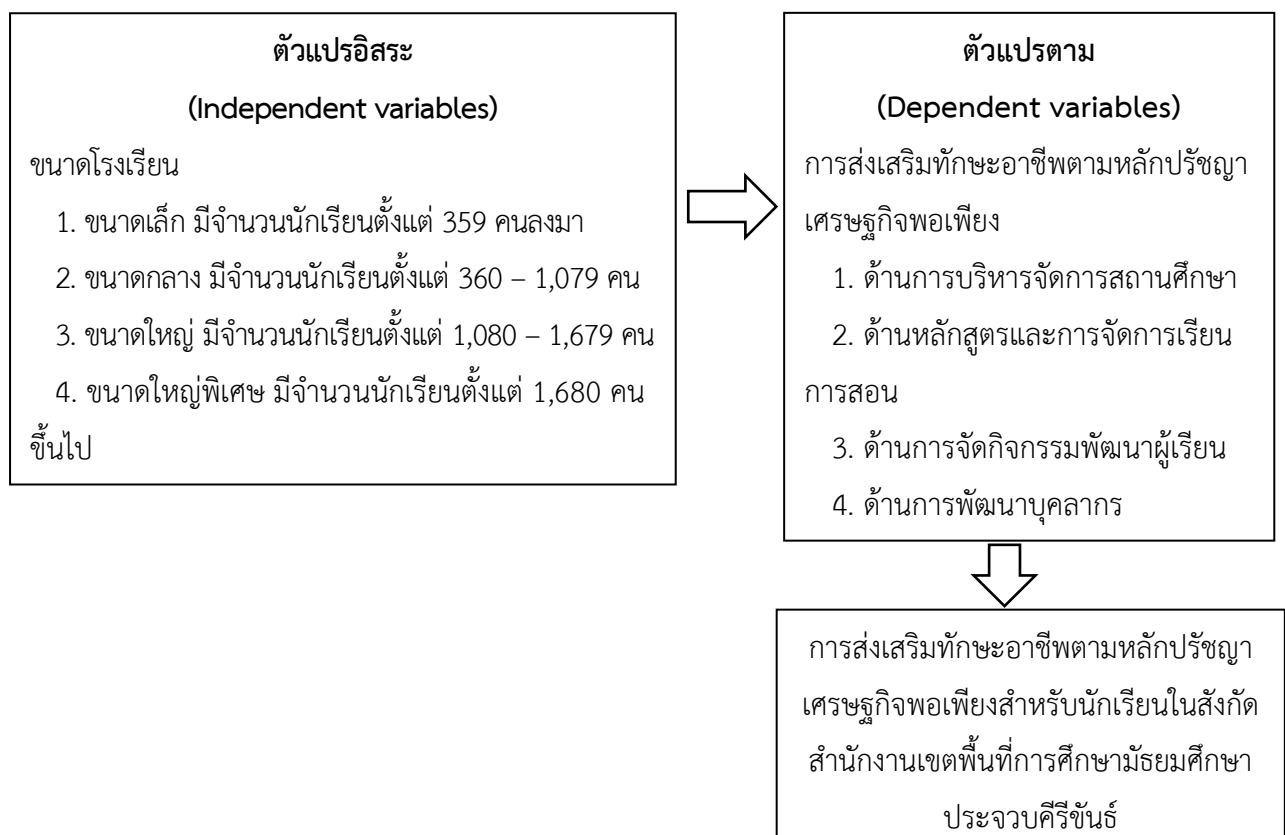 ตัวแปรอิสระ
(Independent variables)
ขนาดโรงเรียน
1. ขนาดเล็ก มีจำนวนนักเรียนตั้งแต่ 359 คนลงมา
2. ขนาดกลาง มีจำนวนนักเรียนตั้งแต่ 360 – 1,079 คน
3. ขนาดใหญ่ มีจำนวนนักเรียนตั้งแต่ 1,080 – 1,679 คน
4. ขนาดใหญ่พิเศษ มีจำนวนนักเรียนตั้งแต่ 1,680 คน
ขึ้นไป
ตัวแปรตาม
(Dependent variables)
การส่งเสริมทักษะอาชีพตามหลักปรัชญา
เศรษฐกิจพอเพียง
1. ด้านการบริหารจัดการสถานศึกษา
2. ด้านหลักสูตรและการจัดการเรียน
การสอน
3. ด้านการจัดกิจกรรมพัฒนาผู้เรียน
4. ด้านการพัฒนาบุคลากร
การส่งเสริมทักษะอาชีพตามหลักปรัชญา
เศรษฐกิจพอเพียงสำหรับนักเรียนในสังกัด
สำนักงานเขตพื้นที่การศึกษามัธยมศึกษา
ประจวบคีรีขันธ์